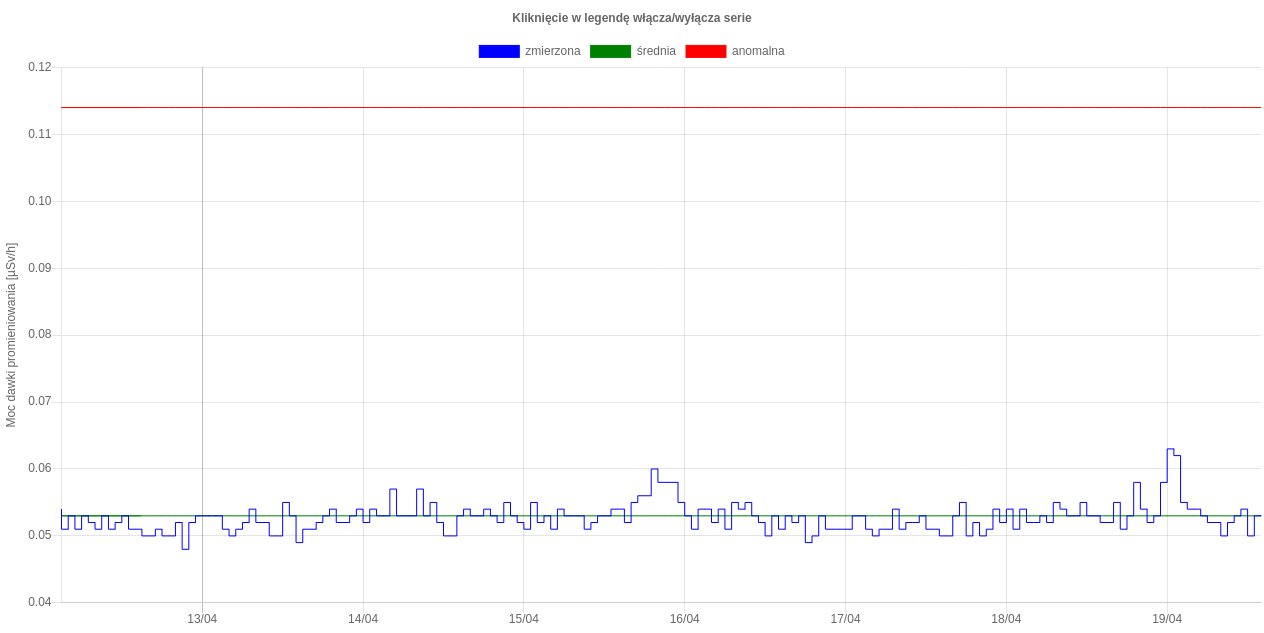 Kliknięcie w legendę włącza/wyłącza serie
zmierzona średnia anomalna
Moc dawki promieniowania [µSv/h]
0.12
0.11
0.10
0.09
0.08
0.07
0.06
0.05
0.04
13/04 14/04 15/04 16/04 17/04 18/04 19/04